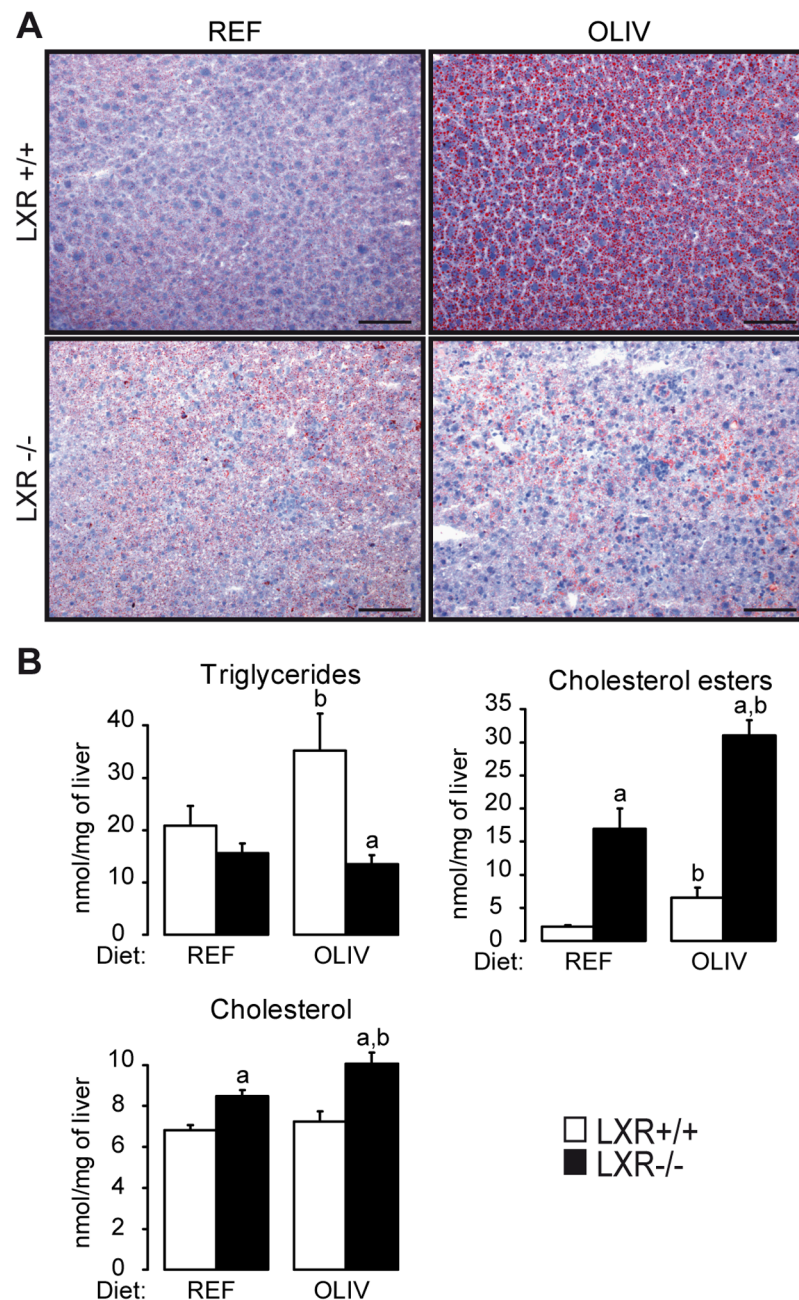 A
REF
OLIV
LXR +/+
LXR -/-
B
Triglycerides
nmol/mg of liver
40
30
20
10
0
b
a
Diet:
REF
OLIV
Cholesterol esters
nmol/mg of liver
35
30
25
20
15
10
5
0
a
b
a,b
Diet:
REF
OLIV
Cholesterol
nmol/mg of liver
10
8
6
4
2
0
a
a,b
Diet:
REF
OLIV
LXR+/+
LXR-/-